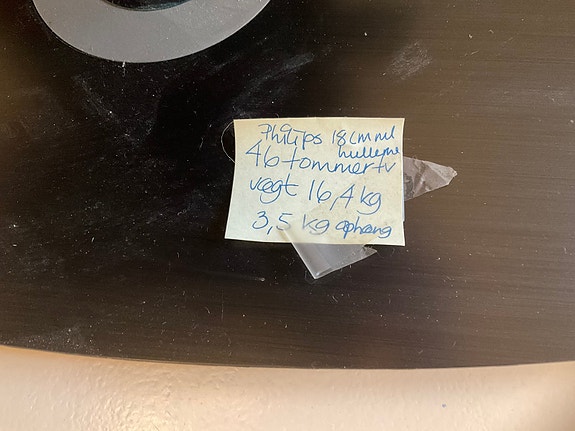 Philips 18 cm ml
hullerne
46 tommer tv
vægt 16,4 kg
3,5 kg ophæng